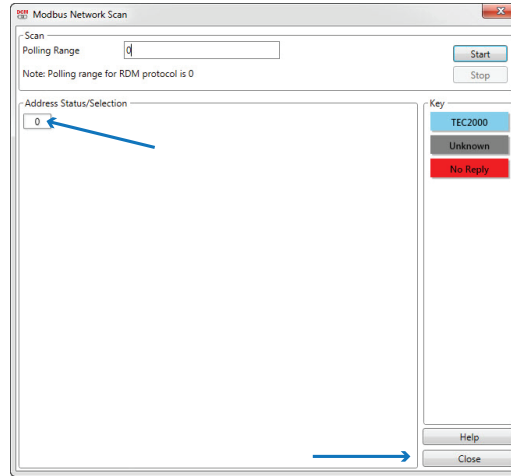 Modbus Network Scan
Scan
Polling Range
0
Start
Note: Polling range for RDM protocol is 0
Stop
Address Status/Selection
0
Key
TEC2000
Unknown
No Reply
Help
Close